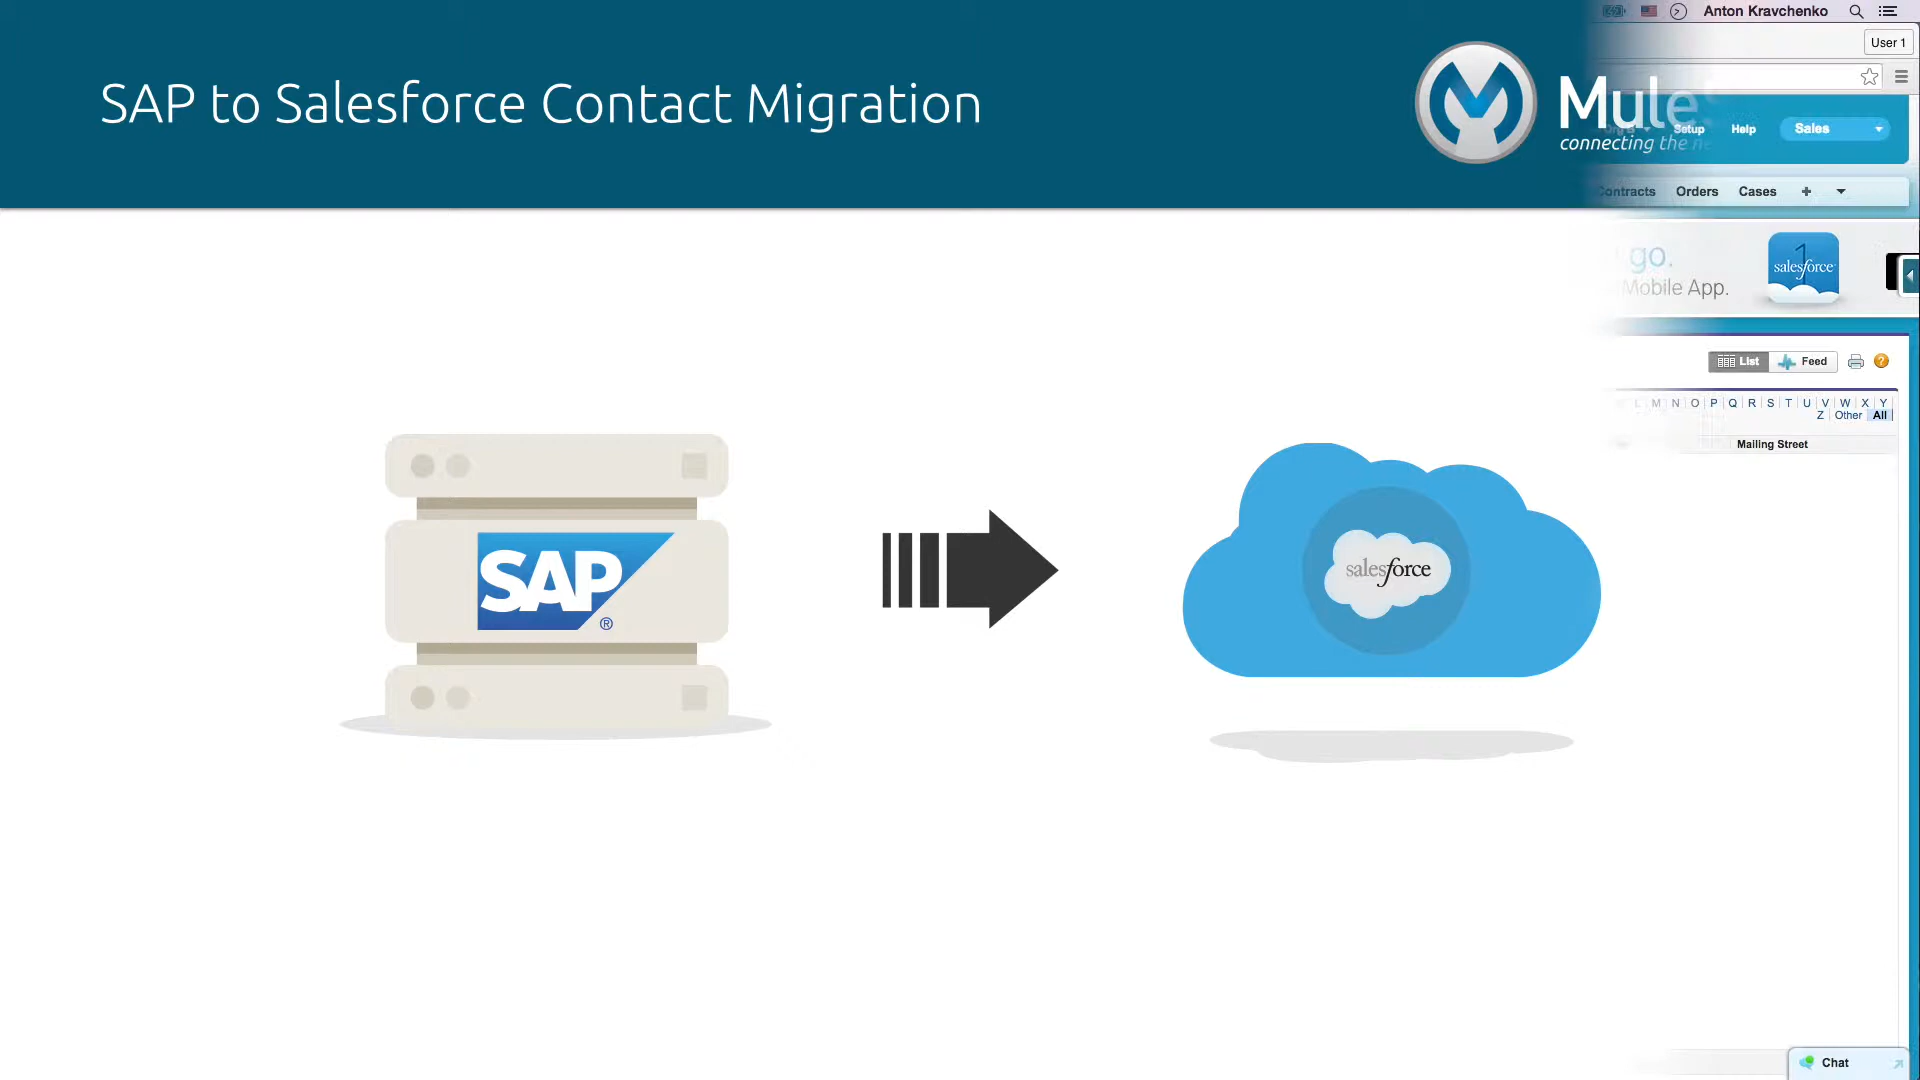 Anton Kravchenko
User 1
SAP to Salesforce Contact Migration
Mule
connecting the
Setup
Help
Sales
Contracts
Orders
Cases
+
go.
Mobile App.
1
salesforce
List
Feed
?
L M N O P Q R S T U V W X Y
Z Other All
Mailing Street
SAP
®
salesforce
Chat